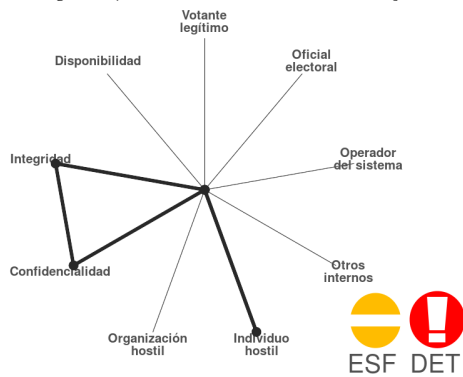 Votante
legítimo
Disponibilidad
Oficial
electoral
Integridad
Operador
del sistema
Confidencialidad
Otros
internos
Organización
hostil
Individuo
hostil
ESF DET